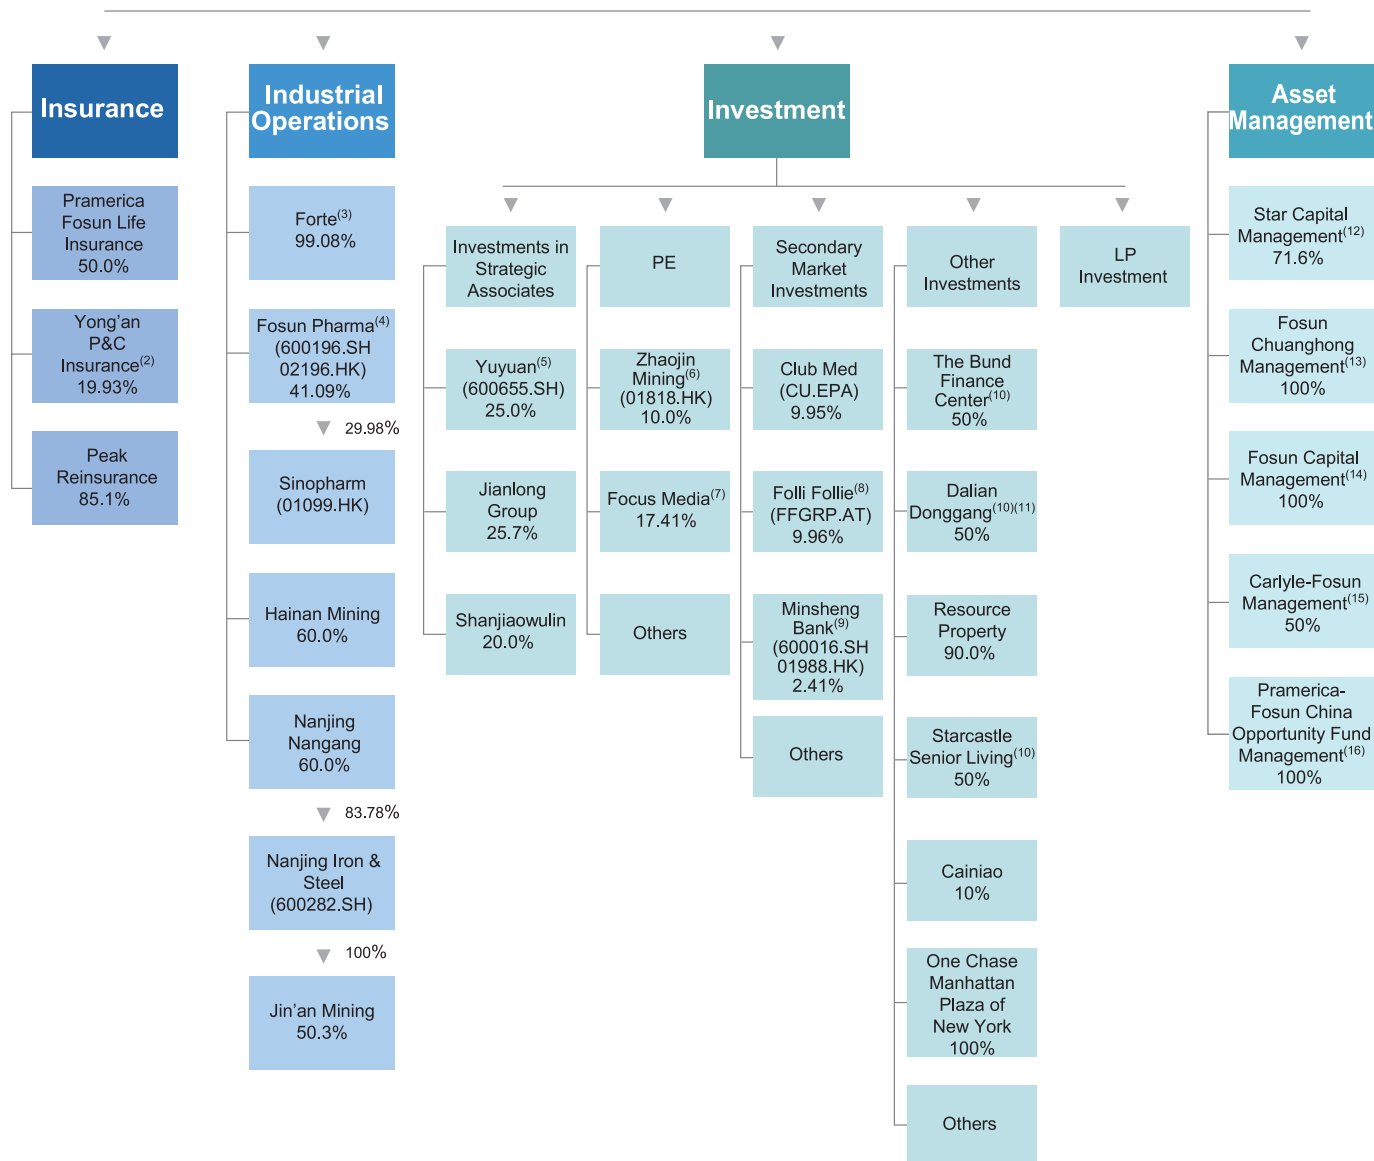 Insurance
Pramerica
Fosun Life
Insurance
50.0%
Yong’an
P&C
Insurance(2)
19.93%
Peak
Reinsurance
85.1%
Industrial
Operations
Forte(3)
99.08%
Fosun Pharma(4)
(600196.SH
02196.HK)
41.09%
29.98%
Sinopharm
(01099.HK)
Hainan Mining
60.0%
Nanjing
Nangang
60.0%
83.78%
Nanjing Iron &
Steel
(600282.SH)
100%
Jin’an Mining
50.3%
Investment
Investments in
Strategic
Associates
Yuyuan(5)
(600655.SH)
25.0%
Jianlong
Group
25.7%
Shanjiaowulin
20.0%
PE
Zhaojin
Mining(6)
(01818.HK)
10.0%
Focus Media(7)
17.41%
Others
Secondary
Market
Investments
Club Med
(CU.EPA)
9.95%
Folli Follie(8)
(FFGRP.AT)
9.96%
Minsheng
Bank(9)
(600016.SH
01988.HK)
2.41%
Others
Other
Investments
The Bund
Finance
Center(10)
50%
Dalian
Donggang(10)(11)
50%
Resource
Property
90.0%
Starcastle
Senior Living(10)
50%
Cainiao
10%
One Chase
Manhattan
Plaza of
New York
100%
Others
LP
Investment
Asset
Management
Star Capital
Management(12)
71.6%
Fosun
Chuanghong
Management(13)
100%
Fosun Capital
Management(14)
100%
Carlyle-Fosun
Management(15)
50%
Pramerica-
Fosun China
Opportunity Fund
Management(16)
100%